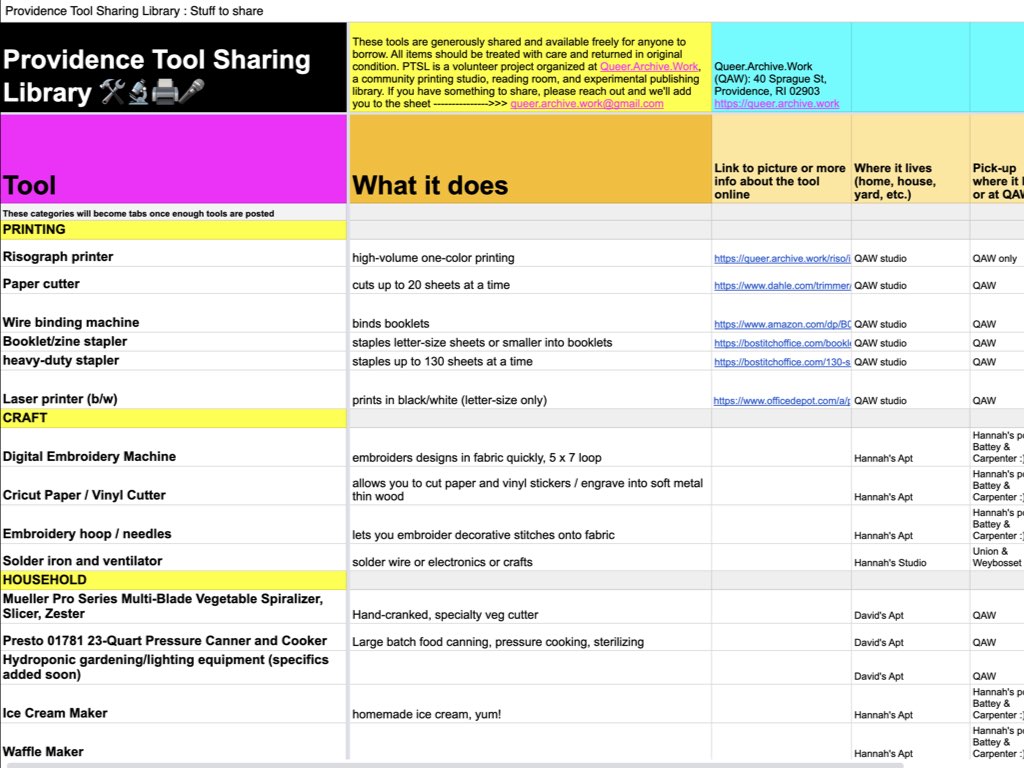 Providence Tool Sharing Library : Stuff to share
Providence Tool Sharing
Library 🛠️🔬🖨️🎤
These tools are generously shared and available freely for anyone to
borrow. All items should be treated with care and returned in original
condition. PTSL is a volunteer project organized at Queer.Archive.Work,
a community printing studio, reading room, and experimental publishing
library. If you have something to share, please reach out and we'll add
you to the sheet --------------->>> queer.archive.work@gmail.com
Queer.Archive.Work
(QAW): 40 Sprague St,
Providence, RI 02903
https://queer.archive.work
Tool
What it does
Link to picture or more
info about the tool
online
Where it lives
(home, house,
yard, etc.)
Pick-up
where it
or at QAW
These categories will become tabs once enough tools are posted
PRINTING
Risograph printer
high-volume one-color printing
https://queer.archive.work/riso/i
QAW studio
QAW only
Paper cutter
cuts up to 20 sheets at a time
https://www.dahle.com/trimmer/
QAW studio
QAW
Wire binding machine
binds booklets
https://www.amazon.com/dp/B0
QAW studio
QAW
Booklet/zine stapler
staples letter-size sheets or smaller into booklets
https://bostitchoffice.com/bookl
QAW studio
QAW
heavy-duty stapler
staples up to 130 sheets at a time
https://bostitchoffice.com/130-s
QAW studio
QAW
Laser printer (b/w)
prints in black/white (letter-size only)
https://www.officedepot.com/a/p
QAW studio
QAW
CRAFT
Digital Embroidery Machine
embroiders designs in fabric quickly, 5 x 7 loop
Hannah's Apt
Hannah's po
Battey &
Carpenter :)
Cricut Paper / Vinyl Cutter
allows you to cut paper and vinyl stickers / engrave into soft metal
thin wood
Hannah's Apt
Hannah's po
Battey &
Carpenter :)
Embroidery hoop / needles
lets you embroider decorative stitches onto fabric
Hannah's Apt
Hannah's po
Battey &
Carpenter :)
Solder iron and ventilator
solder wire or electronics or crafts
Hannah's Studio
Union &
Weybosset
HOUSEHOLD
Mueller Pro Series Multi-Blade Vegetable Spiralizer,
Slicer, Zester
Hand-cranked, specialty veg cutter
David's Apt
QAW
Presto 01781 23-Quart Pressure Canner and Cooker
Large batch food canning, pressure cooking, sterilizing
David's Apt
QAW
Hydroponic gardening/lighting equipment (specifics
added soon)
David's Apt
QAW
Ice Cream Maker
homemade ice cream, yum!
Hannah's Apt
Hannah's po
Battey &
Carpenter :)
Waffle Maker
Hannah's Apt
Hannah's po
Battey &
Carpenter :)